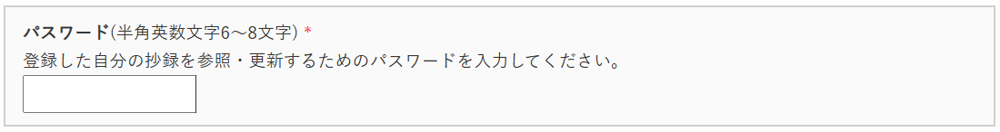 パスワード(半角英数文字6～8文字) *
登録した自分の抄録を参照・更新するためのパスワードを入力してください。